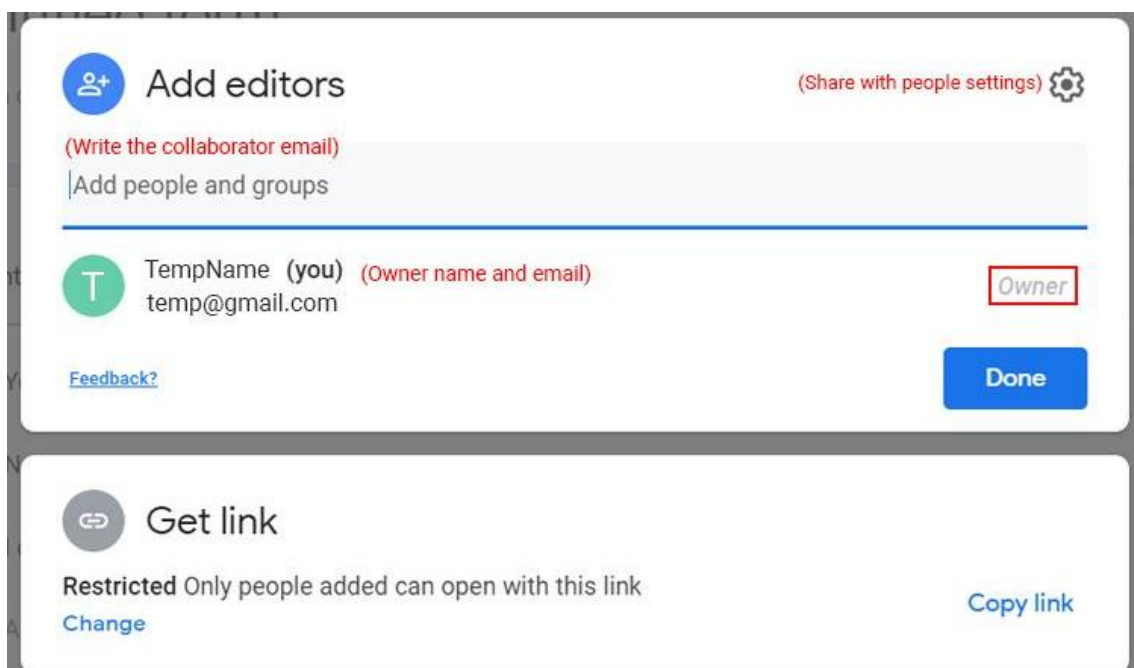 Add editors
(Share with people settings)
(Write the collaborator email)
Add people and groups
T
TempName (you) (Owner name and email)
temp@gmail.com
Owner
Feedback?
Done
Get link
Restricted Only people added can open with this link
Change
Copy link